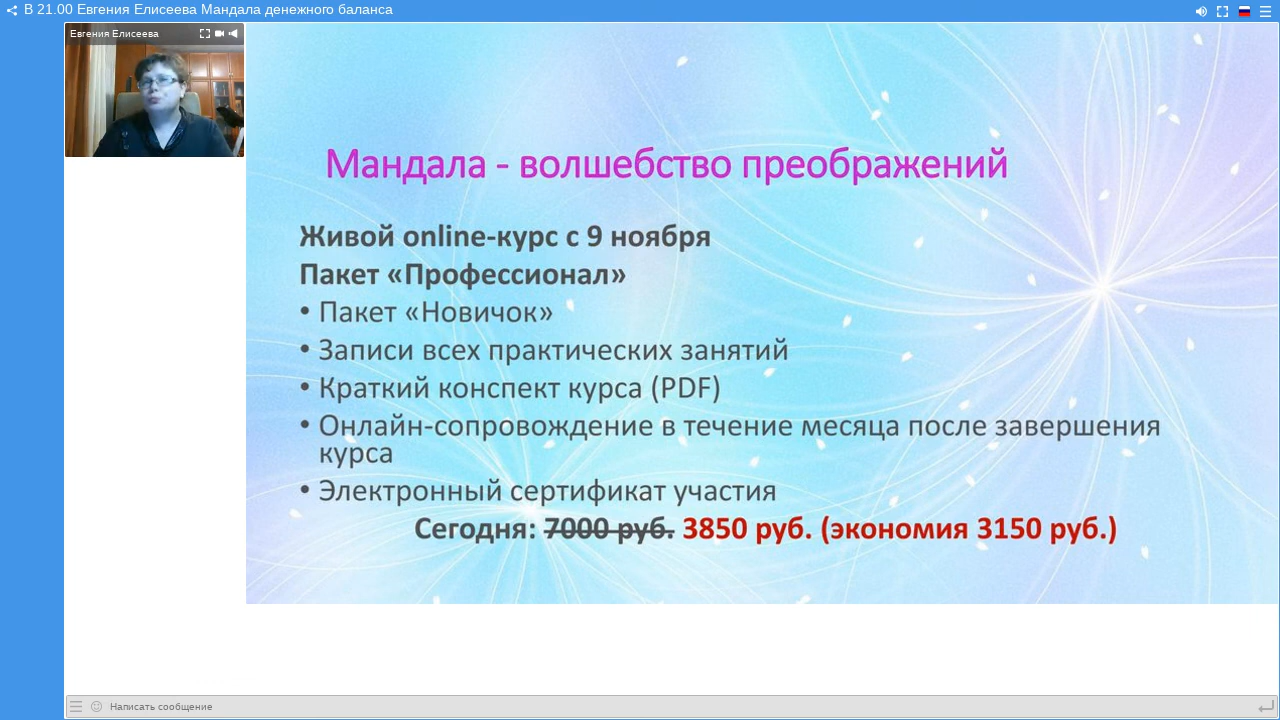 В 21.00 Евгения Елисеева Мандала денежного баланса
Евгения Елисеева
Мандала - волшебство преображений
Живой online-курс с 9 ноября
Пакет «Профессионал»
• Пакет «Новичок»
• Записи всех практических занятий
• Краткий конспект курса (PDF)
• Онлайн-сопровождение в течение месяца после завершения
курса
• Электронный сертификат участия
Сегодня: 7000 руб. 3850 руб. (экономия 3150 руб.)
Написать сообщение